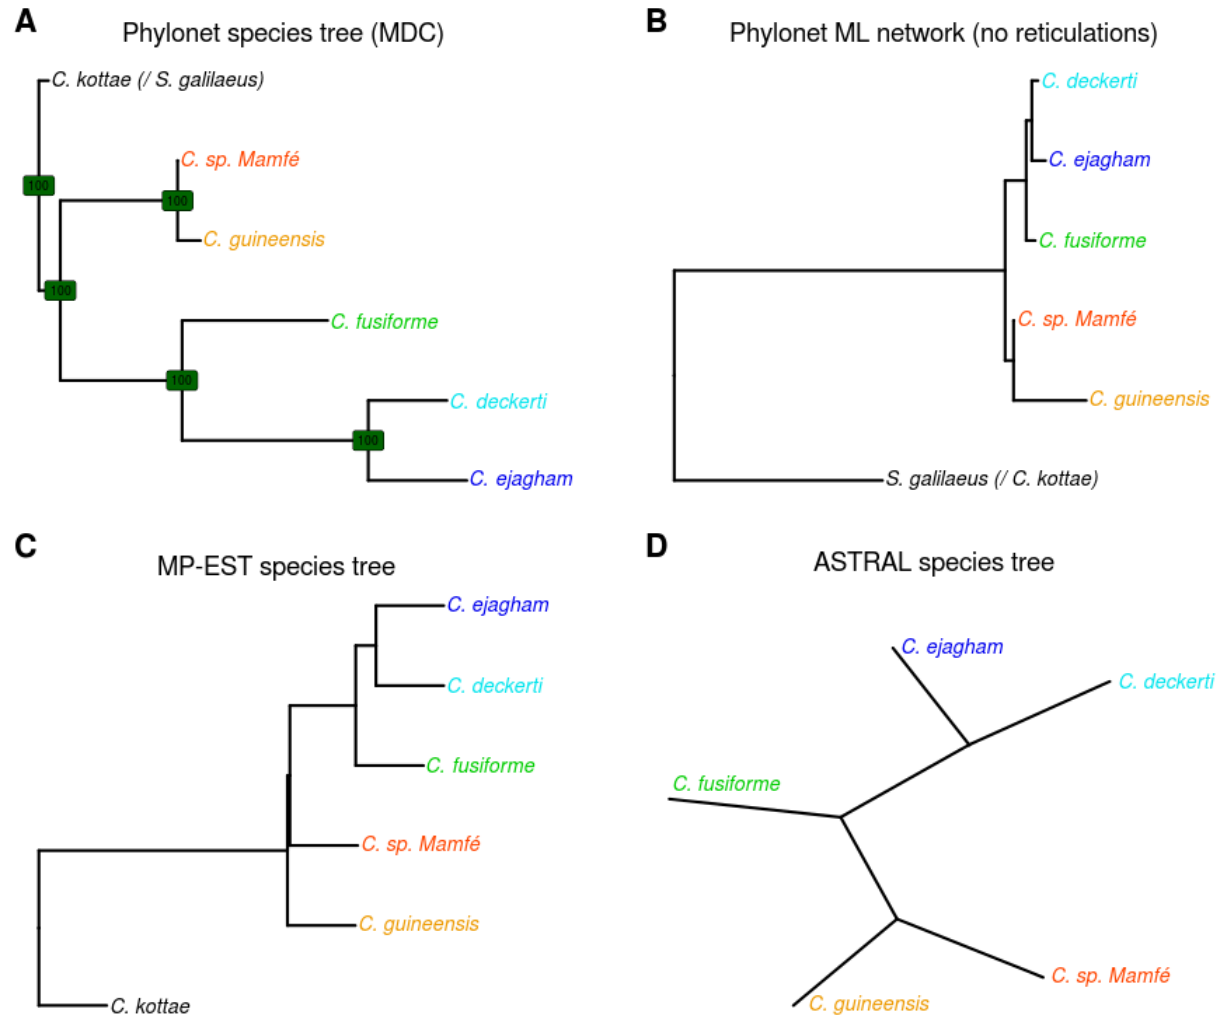 A
Phylonet species tree (MDC)
C. kottae (/ S. galilaeus)
100
C. sp. Mamfé
100
C. guineensis
100
C. fusiforme
100
C. deckerti
100
C. ejagham
B
Phylonet ML network (no reticulations)
C. deckerti
C. ejagham
C. fusiforme
C. sp. Mamfé
C. guineensis
S. galilaeus (/ C. kottae)
C
MP-EST species tree
C. ejagham
C. deckerti
C. fusiforme
C. sp. Mamfé
C. guineensis
C. kottae
D
ASTRAL species tree
C. ejagham
C. deckerti
C. fusiforme
C. sp. Mamfé
C. guineensis